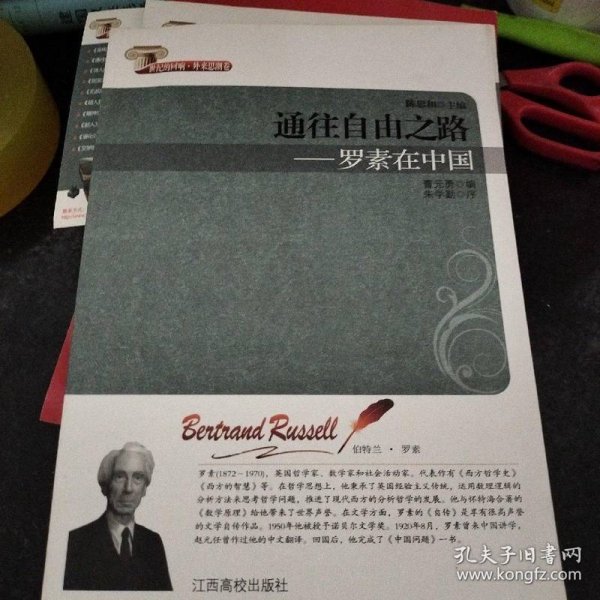 世纪的回响·外来思潮卷
陈思和○主编
通往自由之路
——罗素在中国
曹元勇○编
朱学勤○序
Bertrand Russell
伯特兰·罗素
罗素(1872－1970)，英国哲学家、数学家和社会活动家。代表作有《西方哲学史》
《西方的智慧》等。在哲学思想上，他秉承了英国经验主义传统，运用数理逻辑的
分析方法来思考哲学问题，推进了现代西方的分析哲学的发展。他与怀特海合著的
《数学原理》给他带来了世界声誉。在文学方面，罗素的《自传》是享有很高声誉
的文学自传作品。1950年他被授予诺贝尔文学奖。1920年8月，罗素曾来中国讲学，
赵元任曾作过他的中文翻译。回国后，他完成了《中国问题》一书。
江西高校出版社
孔夫子旧书网
www.kongfz.com